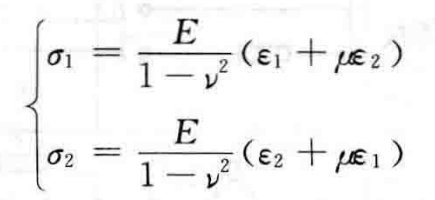 σ₁ = E / (1 − ν²) (ε₁ + με₂)
σ₂ = E / (1 − ν²) (ε₂ + με₁)